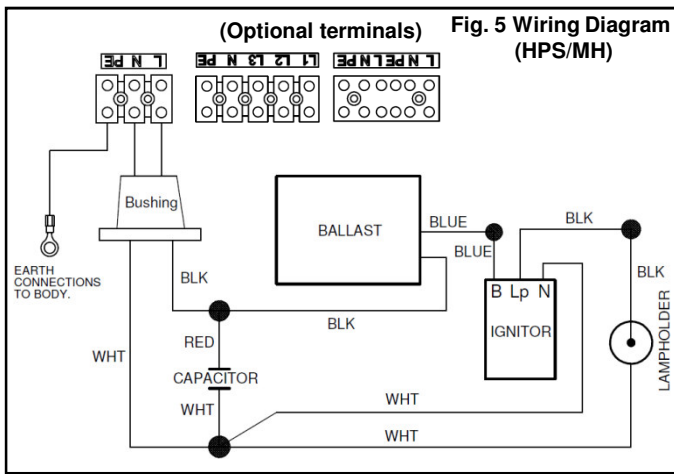 (Optional terminals)
Fig. 5 Wiring Diagram
(HPS/MH)
L N PE
L1 L2 L3 N PE
L N PE L N PE
Bushing
BALLAST
BLUE
BLUE
BLK
BLK
B Lp N
IGNITOR
LAMPHOLDER
EARTH
CONNECTIONS
TO BODY.
BLK
BLK
RED
WHT
CAPACITOR
WHT
WHT
WHT